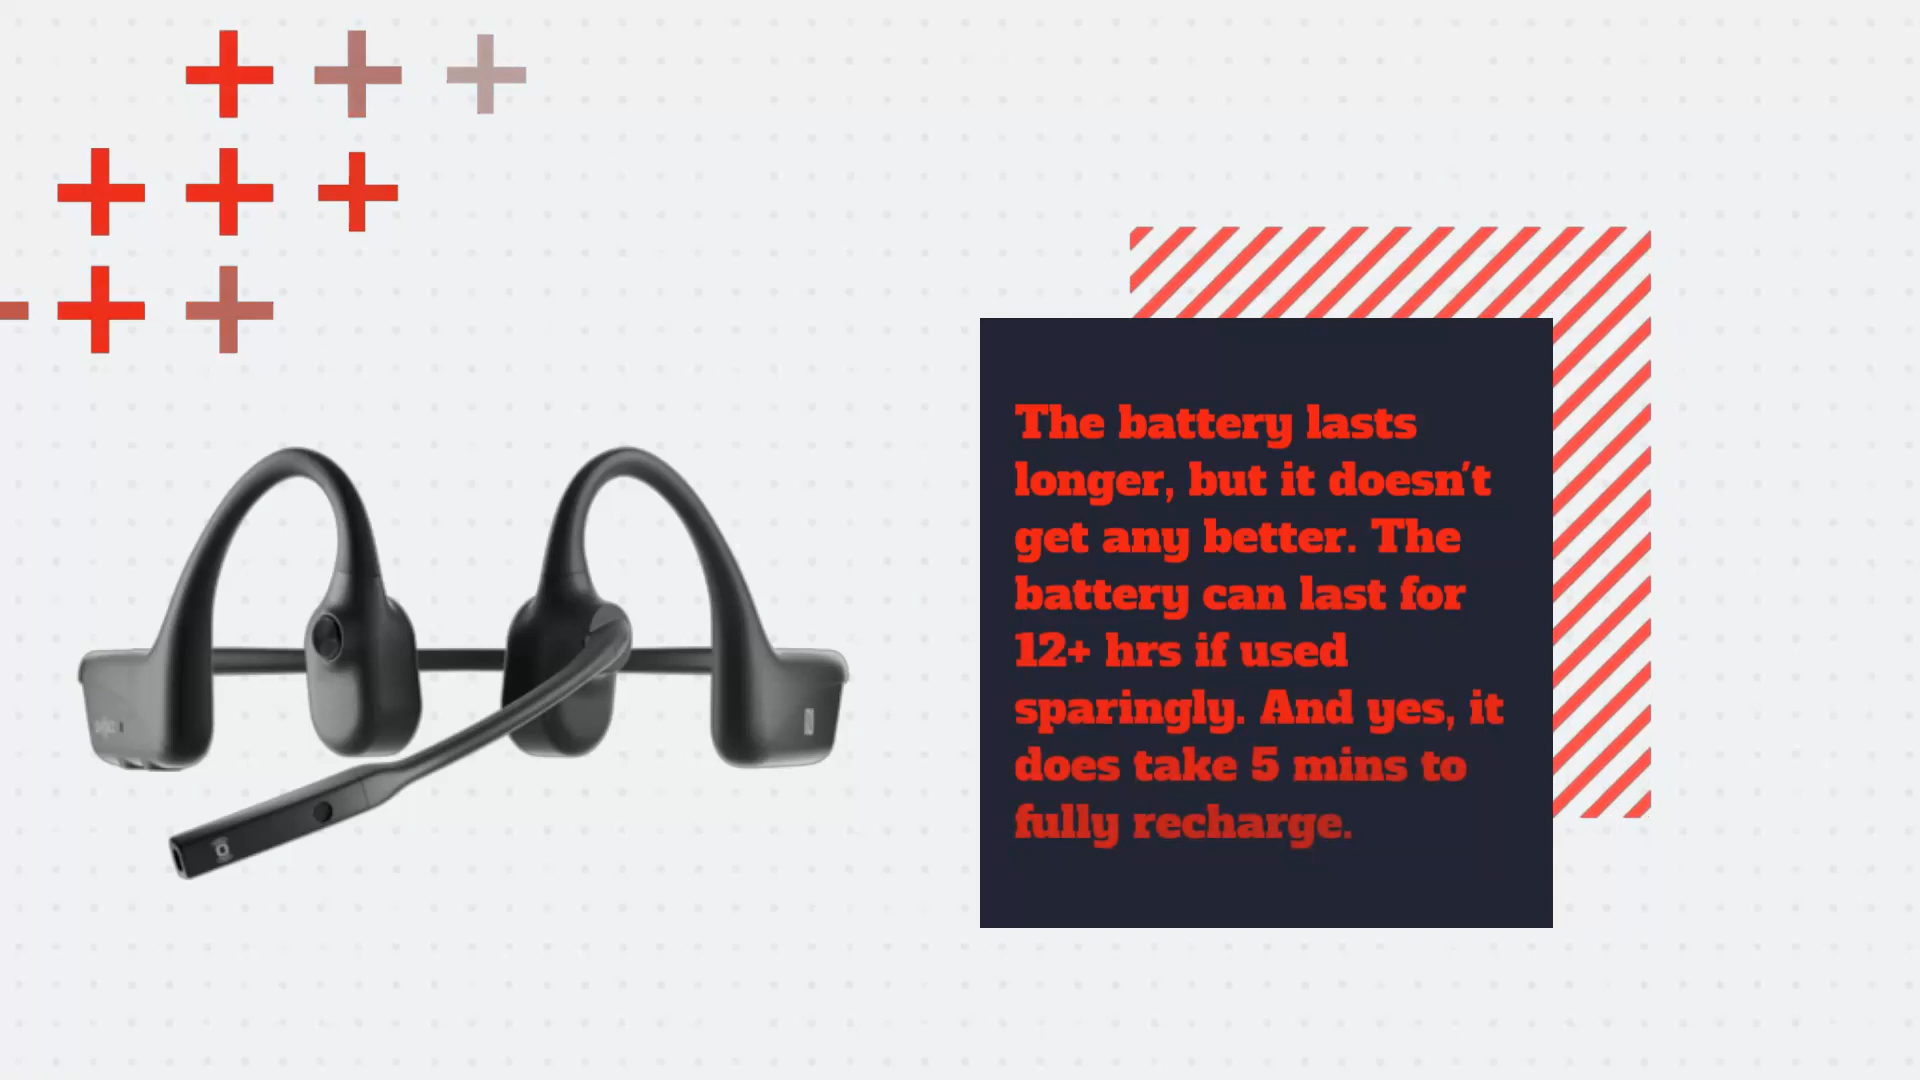 The battery lasts
longer, but it doesn't
get any better. The
battery can last for
12+ hrs if used
sparingly. And yes, it
does take 5 mins to
fully recharge.